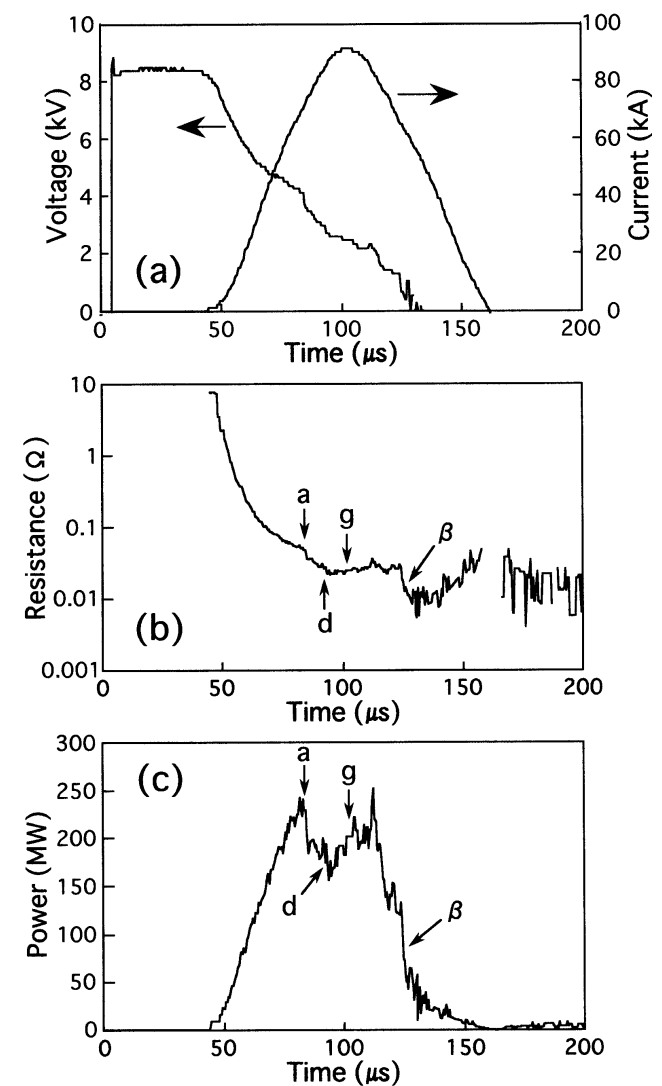 10
8
6
4
2
0
Voltage (kV)
100
80
60
40
20
0
Current (kA)
(a)
0 50 100 150 200
Time (μs)
10
1
0.1
0.01
0.001
Resistance (Ω)
a
g
β
d
(b)
0 50 100 150 200
Time (μs)
300
250
200
150
100
50
0
Power (MW)
(c)
a
g
d
β
0 50 100 150 200
Time (μs)